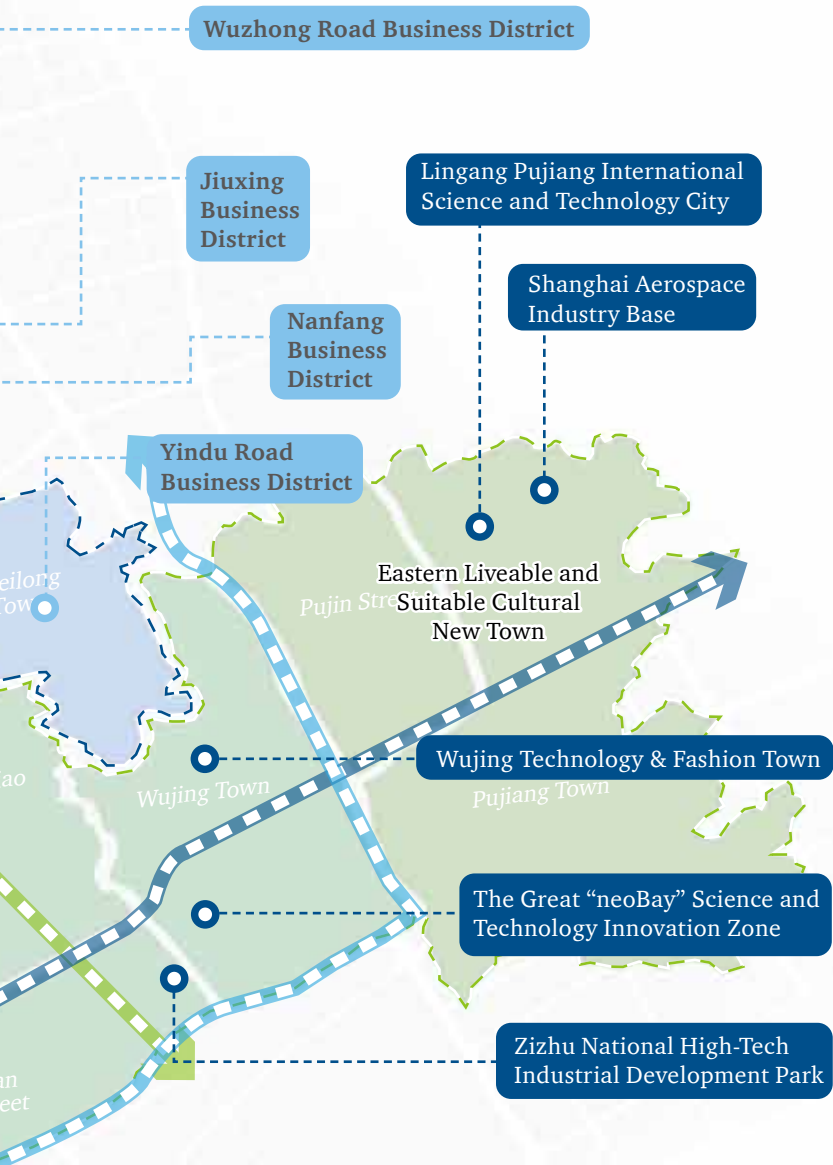 Wuzhong Road Business District
Jiuxing
Business
District
Lingang Pujiang International
Science and Technology City
Shanghai Aerospace
Industry Base
Nanfang
Business
District
Yindu Road
Business District
Eastern Liveable and
Suitable Cultural
New Town
Pujin Street
Wujing Technology & Fashion Town
Wujing Town
Pujiang Town
The Great “neoBay” Science and
Technology Innovation Zone
Zizhu National High-Tech
Industrial Development Park